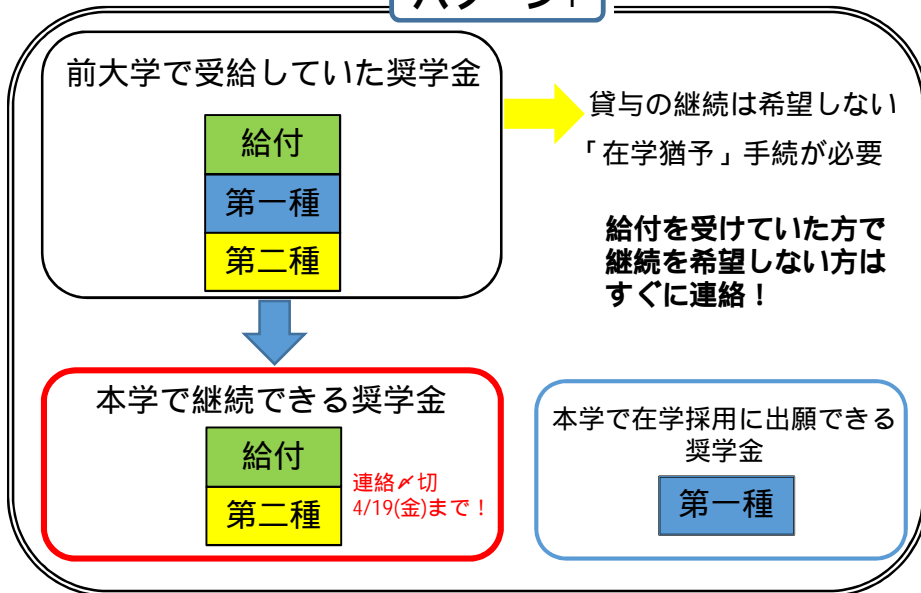 前大学で受給していた奨学金
給付
第一種
第二種
貸与の継続は希望しない
「在学猶予」手続が必要
給付を受けていた方で
継続を希望しない方は
すぐに連絡！
本学で継続できる奨学金
給付
第二種
連絡〆切
4/19(金)まで！
本学で在学採用に出願できる
奨学金
第一種